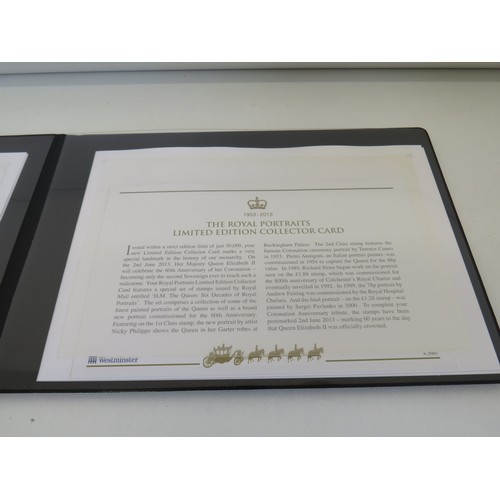 1953-2013
THE ROYAL PORTRAITS
LIMITED EDITION COLLECTOR CARD
Issued within a strict edition limit of just 30,000, your
new Limited Edition Collector Card marks a very
special landmark in the history of our monarchy. On
the 2nd June 2013, Her Majesty Queen Elizabeth II
will celebrate the 60th Anniversary of her Coronation –
becoming only the second Sovereign ever to reach such a
milestone. Your Royal Portraits Limited Edition Collector
Card features a special set of stamps issued by Royal
Mail entitled 'H.M. The Queen: Six Decades of Royal
Portraits'. The set comprises a collection of some of the
finest painted portraits of the Queen as well as a brand
new portrait commissioned for the 60th Anniversary.
Featuring on the 1st Class stamp, the new portrait by artist
Nicky Philipps shows the Queen in her Garter robes at
Buckingham Palace. The 2nd Class stamp features the
famous Coronation ceremony portrait by Terence Cuneo
in 1953. Pietro Annigoni, an Italian portrait painter, was
commissioned in 1954 to capture the Queen for the 88p
value. In 1989, Richard Stone began work on the portrait
seen on the £1.88 stamp, which was commissioned for
the 800th anniversary of Colchester's Royal Charter and
eventually unveiled in 1992. In 1999, the 78p portrait by
Andrew Festing was commissioned by the Royal Hospital
Chelsea. And the final portrait – on the £1.28 stamp – was
painted by Sergei Pavlenko in 2000. To complete your
Coronation Anniversary tribute, the stamps have been
postmarked 2nd June 2013 – marking 60 years to the day
that Queen Elizabeth II was officially crowned.
Westminster